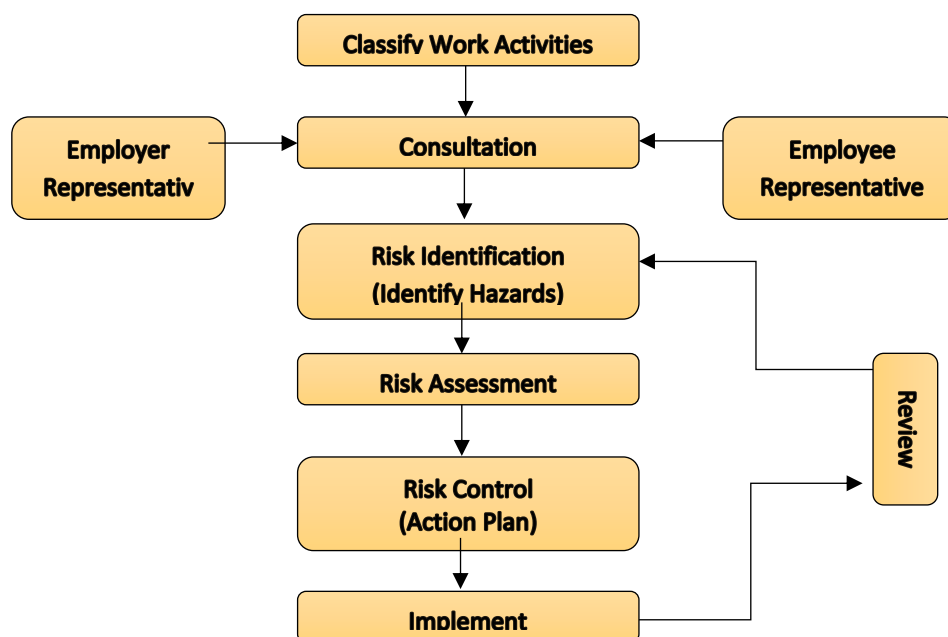 Classify Work Activities
Employer
Representativ
Consultation
Employee
Representative
Risk Identification
(Identify Hazards)
Risk Assessment
Review
Risk Control
(Action Plan)
Implement